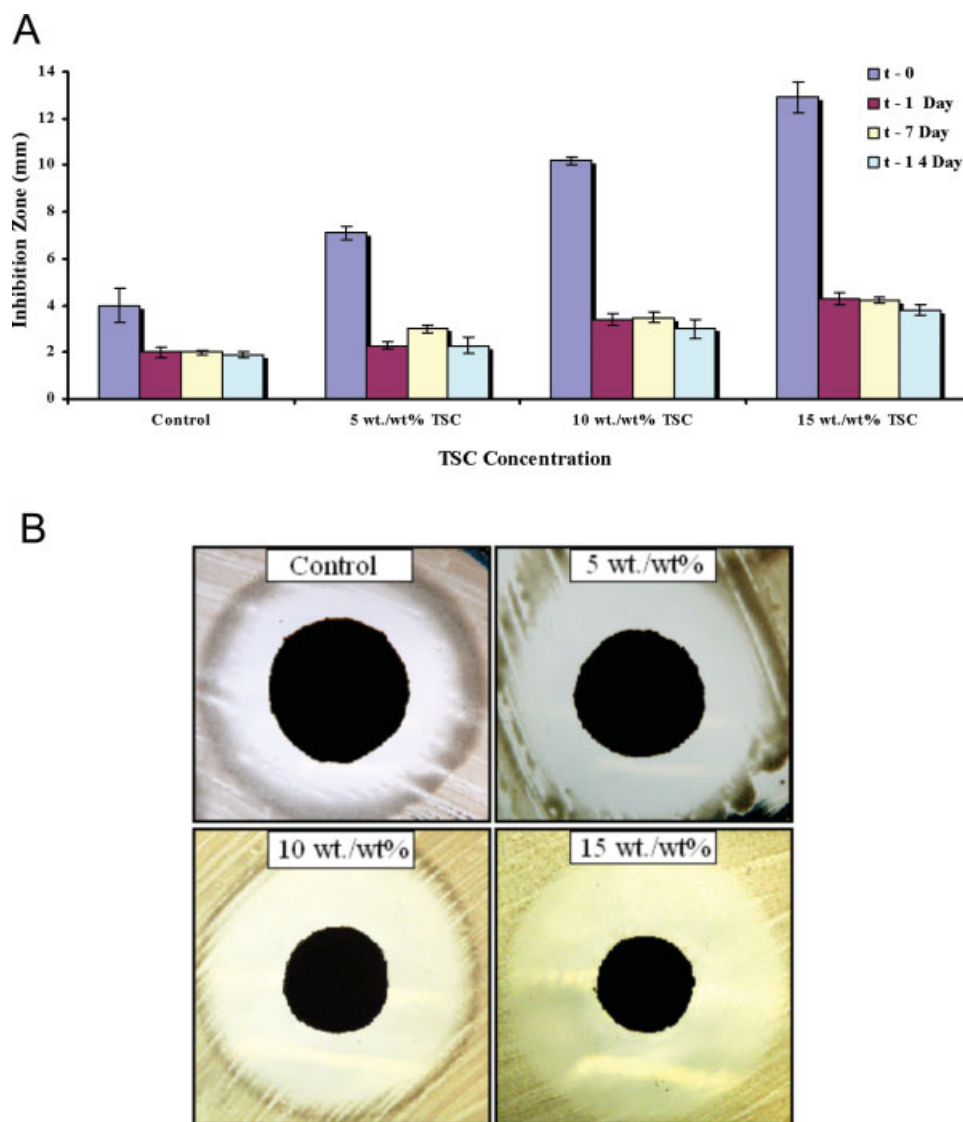 A
14
12
10
8
6
4
2
0
Inhibition Zone (mm)
t - 0
t - 1 Day
t - 7 Day
t - 1 4 Day
Control
5 wt./wt% TSC
10 wt./wt% TSC
15 wt./wt% TSC
TSC Concentration
B
Control
5 wt./wt%
10 wt./wt%
15 wt./wt%